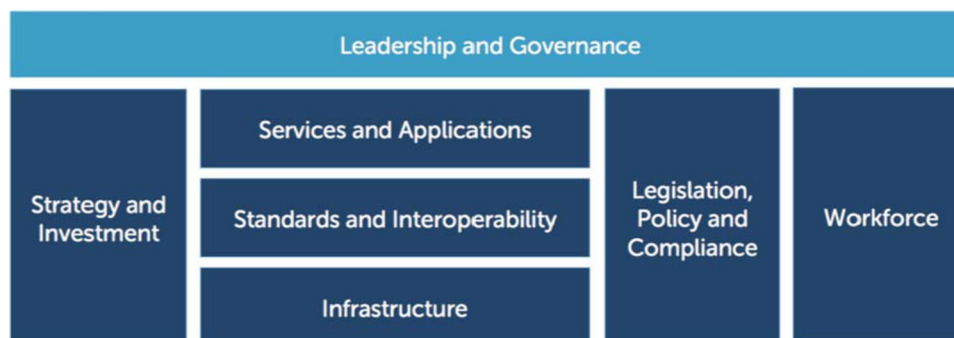 Leadership and Governance
Strategy and
Investment
Services and Applications
Standards and Interoperability
Infrastructure
Legislation,
Policy and
Compliance
Workforce